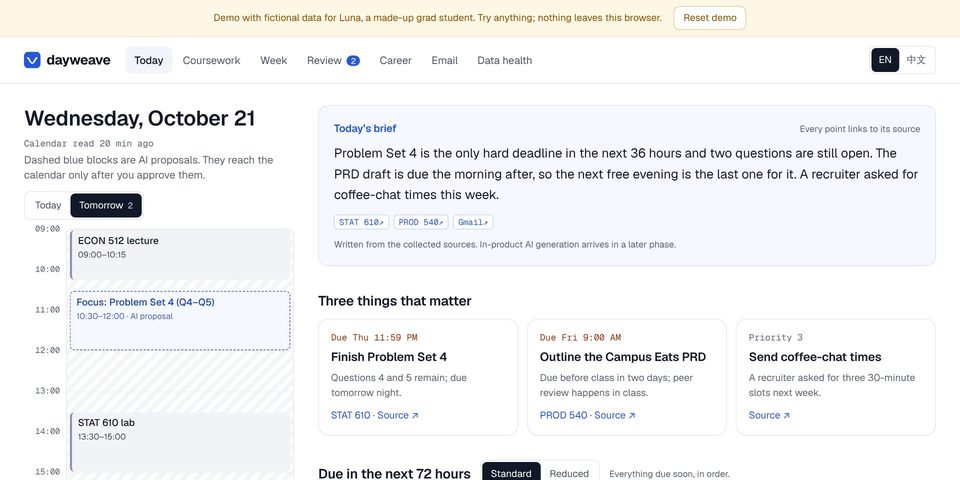 Demo with fictional data for Luna, a made-up grad student. Try anything; nothing leaves this browser.
Reset demo
dayweave
Today
Coursework
Week
Review 2
Career
Email
Data health
EN
中文
Wednesday, October 21
Calendar read 20 min ago
Dashed blue blocks are AI proposals. They reach the
calendar only after you approve them.
Today
Tomorrow 2
09:00
ECON 512 lecture
09:00–10:15
10:00
Focus: Problem Set 4 (Q4–Q5)
10:30–12:00 · AI proposal
11:00
12:00
13:00
STAT 610 lab
13:30–15:00
14:00
15:00
Today's brief
Every point links to its source
Problem Set 4 is the only hard deadline in the next 36 hours and two questions are still open. The
PRD draft is due the morning after, so the next free evening is the last one for it. A recruiter asked for
coffee-chat times this week.
STAT 610↗
PROD 540↗
Gmail↗
Written from the collected sources. In-product AI generation arrives in a later phase.
Three things that matter
Due Thu 11:59 PM
Finish Problem Set 4
Questions 4 and 5 remain; due
tomorrow night.
STAT 610 · Source ↗
Due Fri 9:00 AM
Outline the Campus Eats PRD
Due before class in two days; peer
review happens in class.
PROD 540 · Source ↗
Priority 3
Send coffee-chat times
A recruiter asked for three 30-minute
slots next week.
Source ↗
Due in the next 72 hours
Standard
Reduced
Everything due soon, in order.